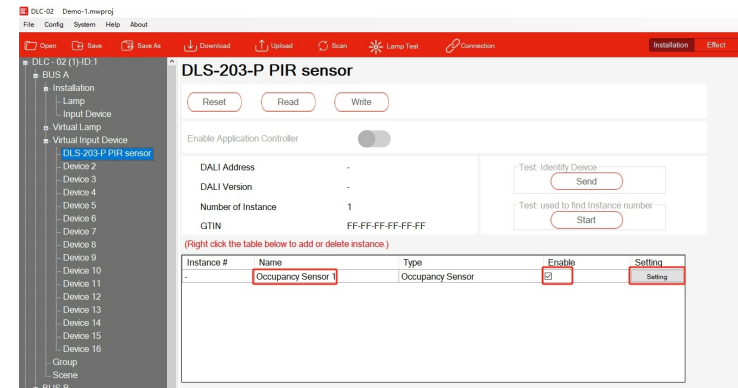 DLC-02 Demo-1.mwproj
File Config System Help About
Open Save Save As Download Upload Scan Lamp Test Connection Installation Effect
DLC - 02 (1)-ID:1
BUS A
Installation
Lamp
Input Device
Virtual Lamp
Virtual Input Device
DLS-203-P PIR sensor
Device 2
Device 3
Device 4
Device 5
Device 6
Device 7
Device 8
Device 9
Device 10
Device 11
Device 12
Device 13
Device 14
Device 15
Device 16
Group
Scene
BUS B
DLS-203-P PIR sensor
Reset Read Write
Enable Application Controller
DALI Address -
DALI Version -
Number of Instance 1
GTIN FF-FF-FF-FF-FF-FF
Test: Identify Deivce
Send
Test: used to find Instance number
Start
(Right click the table below to add or delete instance.)
Instance # Name Type Enable Setting
- Occupancy Sensor 1 Occupancy Sensor Setting